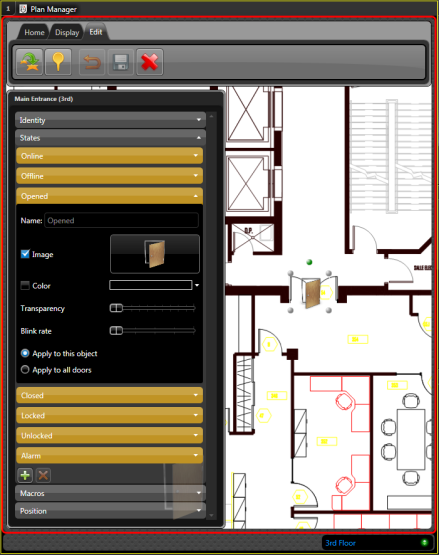 1 Plan Manager
Home Display Edit
Main Entrance (3rd)
Identity
States
Online
Offline
Opened
Name: Opened
Image
Color
Transparency
Blink rate
Apply to this object
Apply to all doors
Closed
Locked
Unlocked
Alarm
Macros
Position
D.P.
SALLE ELEC
3rd Floor